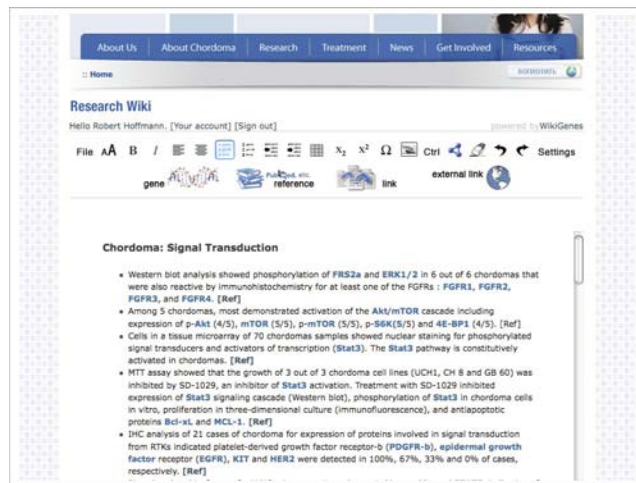 About Us About Chordoma Research Treatment News Get Involved Resources
:: Home
Research Wiki
Hello Robert Hoffmann. [Your account] [Sign out] powered by WikiGenes
File AA B I X₂ X² Ω Ctrl Settings
gene PubMed, etc. reference link external link
Chordoma: Signal Transduction
• Western blot analysis showed phosphorylation of FRS2a and ERK1/2 in 6 out of 6 chordomas that
were also reactive by immunohistochemistry for at least one of the FGFRs : FGFR1, FGFR2,
FGFR3, and FGFR4. [Ref]
• Among 5 chordomas, most demonstrated activation of the Akt/mTOR cascade including
expression of p-Akt (4/5), mTOR (5/5), p-mTOR (5/5), p-S6K(5/5) and 4E-BP1 (4/5). [Ref]
• Cells in a tissue microarray of 70 chordomas samples showed nuclear staining for phosphorylated
signal transducers and activators of transcription (Stat3). The Stat3 pathway is constitutively
activated in chordomas. [Ref]
• MTT assay showed that the growth of 3 out of 3 chordoma cell lines (UCH1, CH 8 and GB 60) was
inhibited by SD-1029, an inhibitor of Stat3 activation. Treatment with SD-1029 inhibited
expression of Stat3 signaling cascade (Western blot), phosphorylation of Stat3 in chordoma cells
in vitro, proliferation in three-dimensional culture (immunofluorescence), and antiapoptotic
proteins Bcl-xL and MCL-1. [Ref]
• IHC analysis of 21 cases of chordoma for expression of proteins involved in signal transduction
from RTKs indicated platelet-derived growth factor receptor-b (PDGFR-b), epidermal growth
factor receptor (EGFR), KIT and HER2 were detected in 100%, 67%, 33% and 0% of cases,
respectively. [Ref]